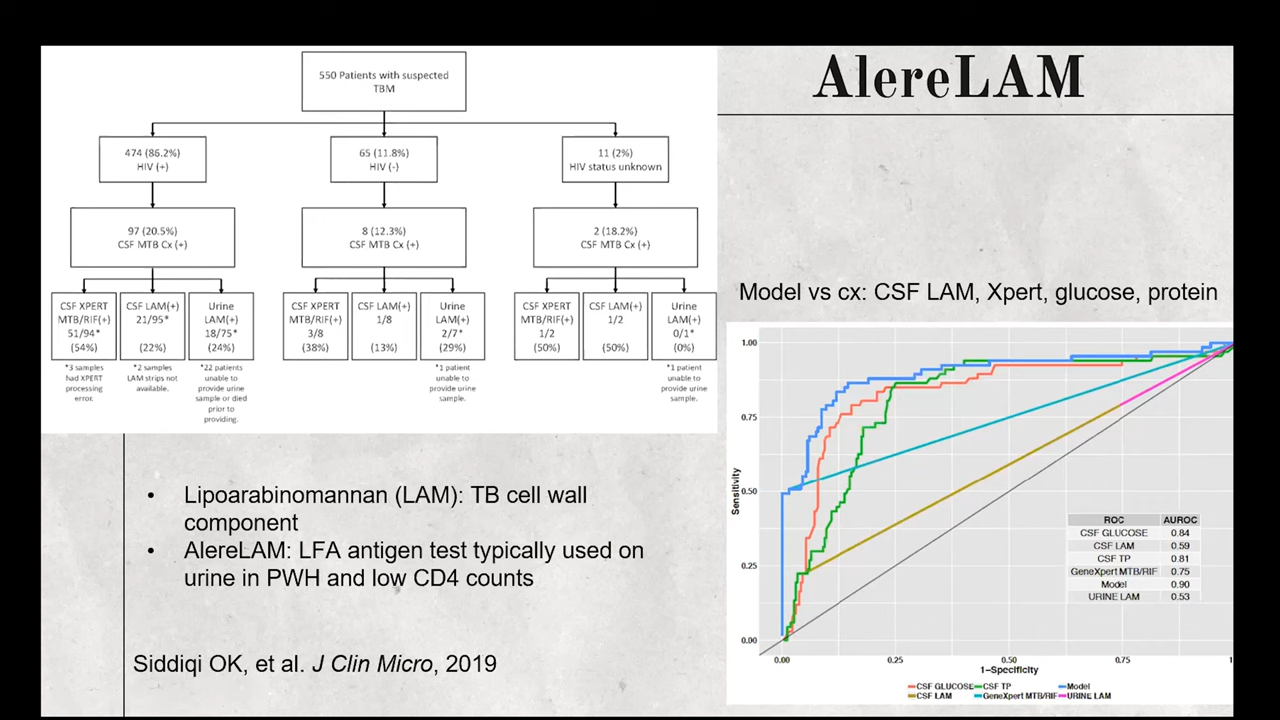 AlereLAM
550 Patients with suspected
TBM
474 (86.2%)
HIV (+)
65 (11.8%)
HIV (-)
11 (2%)
HIV status unknown
97 (20.5%)
CSF MTB Cx (+)
8 (12.3%)
CSF MTB Cx (+)
2 (18.2%)
CSF MTB Cx (+)
CSF XPERT
MTB/RIF(+)
51/94*
(54%)
CSF LAM(+)
21/95*
(22%)
Urine
LAM(+)
18/75*
(24%)
CSF XPERT
MTB/RIF(+)
3/8
(38%)
CSF LAM(+)
1/8
(13%)
Urine
LAM(+)
2/7*
(29%)
CSF XPERT
MTB/RIF(+)
1/2
(50%)
CSF LAM(+)
1/2
(50%)
Urine
LAM(+)
0/1*
(0%)
*3 samples
had XPERT
processing
error.
*2 samples
LAM strips not
available.
*22 patients
unable to
provide urine
sample or died
prior to
providing.
*1 patient
unable to
provide urine
sample.
*1 patient
unable to
provide urine
sample.
• Lipoarabinomannan (LAM): TB cell wall
component
• AlereLAM: LFA antigen test typically used on
urine in PWH and low CD4 counts
Siddiqi OK, et al. J Clin Micro, 2019
Model vs cx: CSF LAM, Xpert, glucose, protein
Sensitivity
1.00
0.75
0.50
0.25
0.00
ROC AUROC
CSF GLUCOSE 0.84
CSF LAM 0.59
CSF TP 0.81
GeneXpert MTB/RIF 0.75
Model 0.90
URINE LAM 0.53
0.00 0.25 0.50 0.75 1
1-Specificity
CSF GLUCOSE CSF TP Model
CSF LAM GeneXpert MTB/RIF URINE LAM